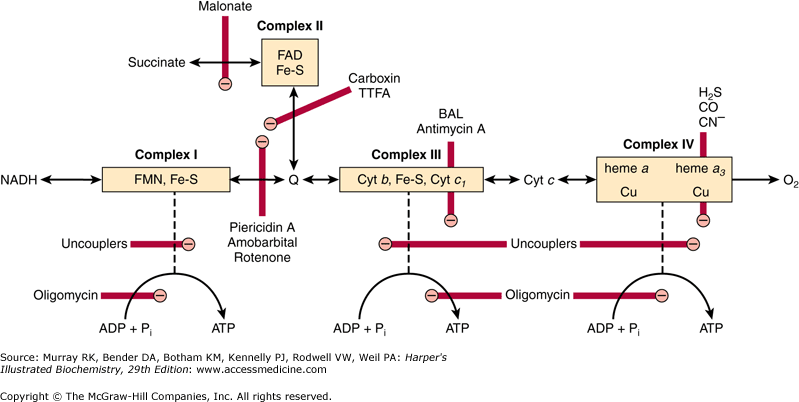 Malonate
Complex II
Succinate
FAD
Fe-S
Carboxin
TTFA
BAL
Antimycin A
H₂S
CO
CN⁻
Complex I
Complex III
Complex IV
NADH
FMN, Fe-S
Q
Cyt b, Fe-S, Cyt c₁
Cyt c
heme a heme a₃
Cu Cu
O₂
Piericidin A
Amobarbital
Rotenone
Uncouplers
Uncouplers
Oligomycin
Oligomycin
ADP + Pᵢ ATP
ADP + Pᵢ ATP
ADP + Pᵢ ATP
Source: Murray RK, Bender DA, Botham KM, Kennelly PJ, Rodwell VW, Weil PA: Harper's
Illustrated Biochemistry, 29th Edition: www.accessmedicine.com
Copyright © The McGraw-Hill Companies, Inc. All rights reserved.